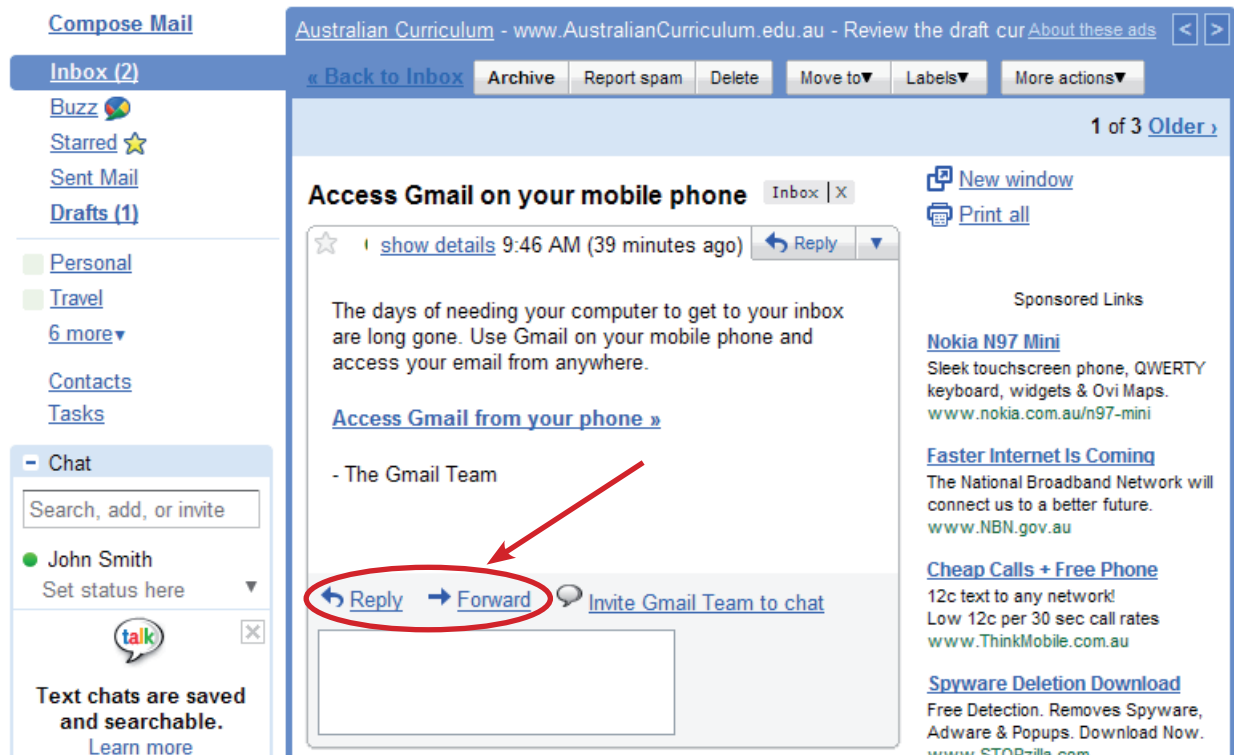 Compose Mail
Inbox (2)
Buzz
Starred
Sent Mail
Drafts (1)
Personal
Travel
6 more▾
Contacts
Tasks
− Chat
Search, add, or invite
John Smith
Set status here ▼
talk
Text chats are saved
and searchable.
Learn more
Australian Curriculum - www.AustralianCurriculum.edu.au - Review the draft cur About these ads < >
« Back to Inbox Archive Report spam Delete Move to▼ Labels▼ More actions▼
1 of 3 Older ›
Access Gmail on your mobile phone Inbox | X
show details 9:46 AM (39 minutes ago) Reply ▼
The days of needing your computer to get to your inbox
are long gone. Use Gmail on your mobile phone and
access your email from anywhere.
Access Gmail from your phone »
- The Gmail Team
Reply Forward Invite Gmail Team to chat
New window
Print all
Sponsored Links
Nokia N97 Mini
Sleek touchscreen phone, QWERTY
keyboard, widgets & Ovi Maps.
www.nokia.com.au/n97-mini
Faster Internet Is Coming
The National Broadband Network will
connect us to a better future.
www.NBN.gov.au
Cheap Calls + Free Phone
12c text to any network!
Low 12c per 30 sec call rates
www.ThinkMobile.com.au
Spyware Deletion Download
Free Detection. Removes Spyware,
Adware & Popups. Download Now.
www.STOPzilla.com